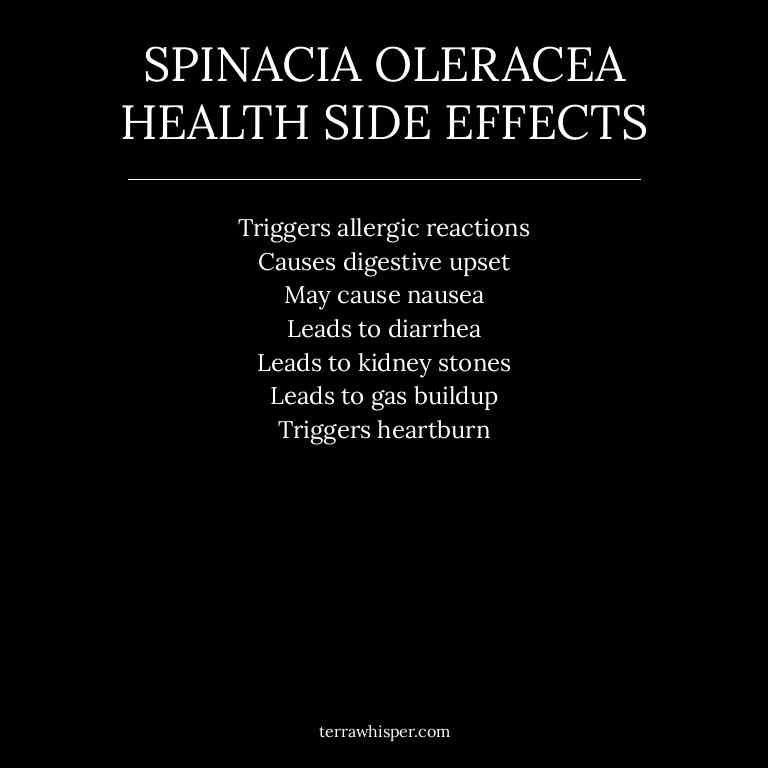 SPINACIA OLERACEA
HEALTH SIDE EFFECTS
Triggers allergic reactions
Causes digestive upset
May cause nausea
Leads to diarrhea
Leads to kidney stones
Leads to gas buildup
Triggers heartburn
terrawhisper.com